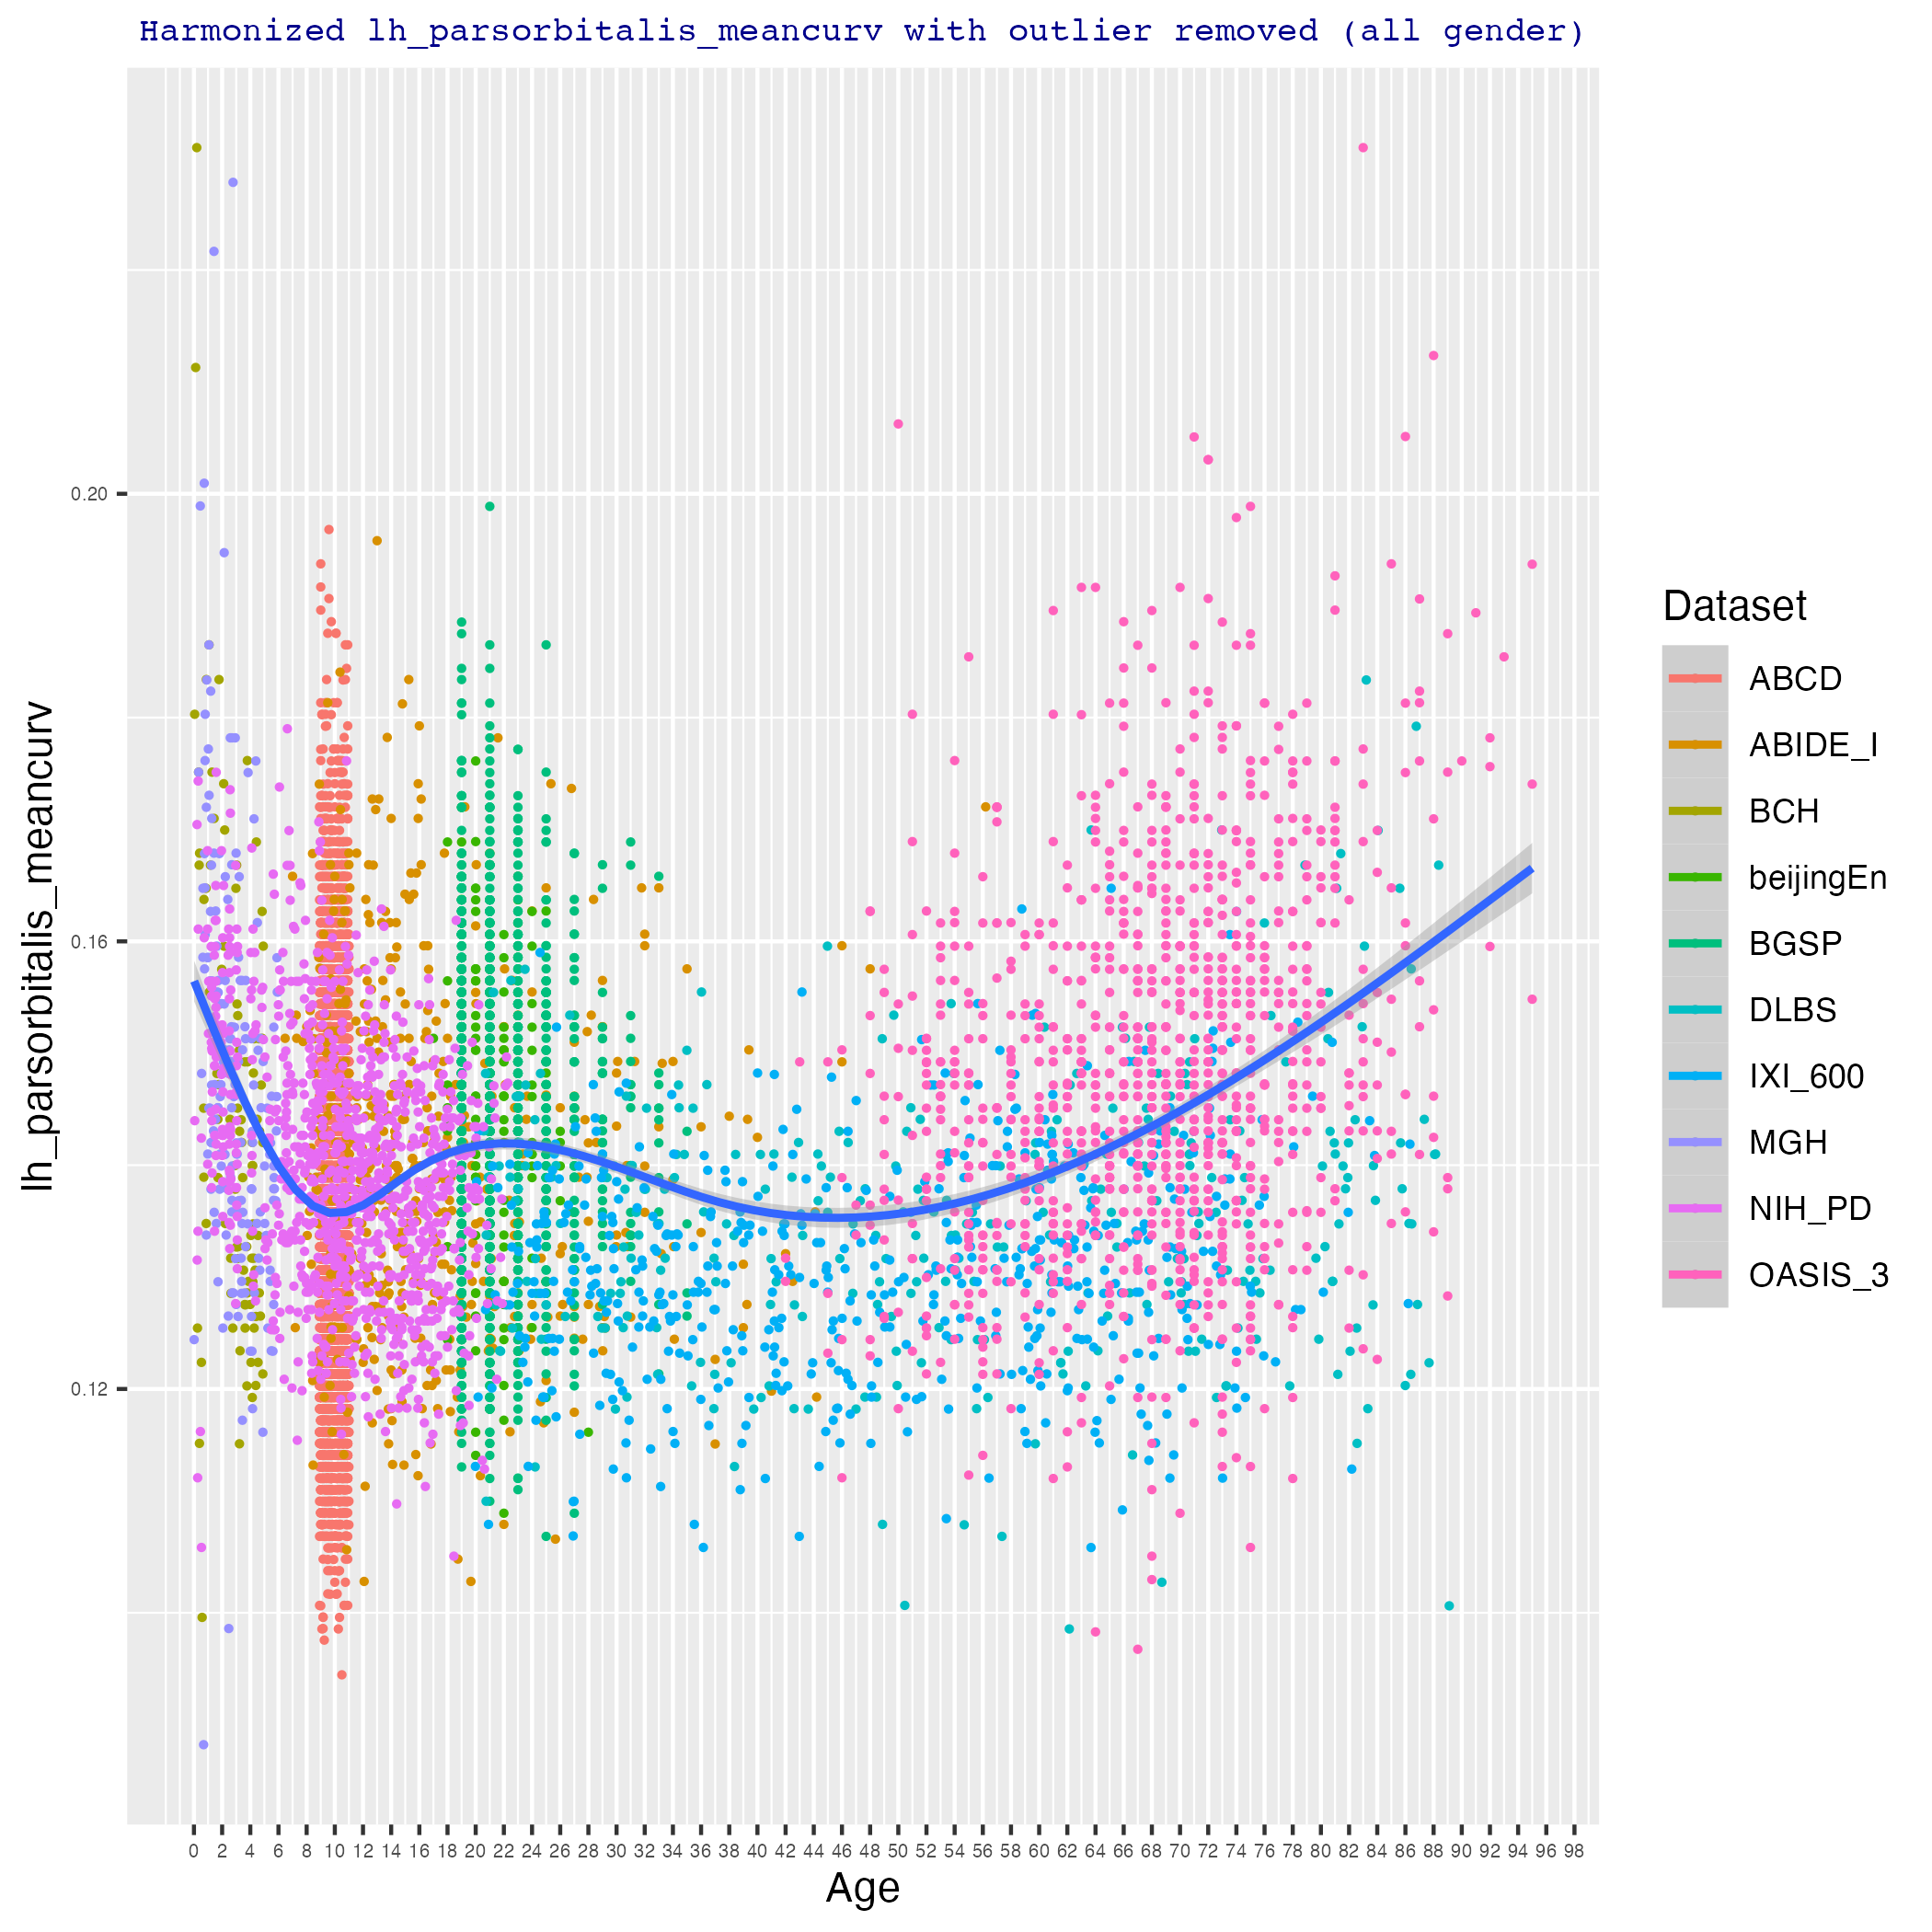 Harmonized lh_parsorbitalis_meancurv with outlier removed (all gender)
lh_parsorbitalis_meancurv
0.20
0.16
0.12
0 2 4 6 8 10 12 14 16 18 20 22 24 26 28 30 32 34 36 38 40 42 44 46 48 50 52 54 56 58 60 62 64 66 68 70 72 74 76 78 80 82 84 86 88 90 92 94 96 98
Age
Dataset
ABCD
ABIDE_I
BCH
beijingEn
BGSP
DLBS
IXI_600
MGH
NIH_PD
OASIS_3